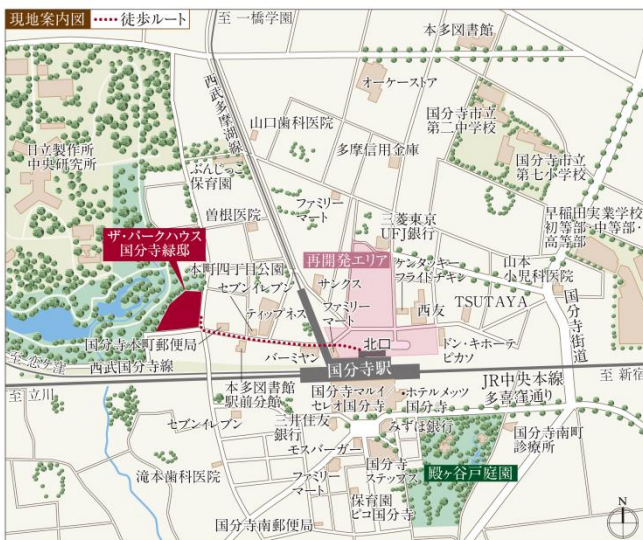 現地案内図
徒歩ルート
至 一橋学園
本多図書館
西武多摩湖線
オーケーストア
国分寺市立
第二中学校
山口歯科医院
多摩信用金庫
国分寺市立
第七小学校
日立製作所
中央研究所
ぶんじっこ
保育園
ファミリー
マート
曽根医院
三菱東京
UFJ銀行
早稲田実業学校
初等部・中等部・
高等部
ザ・パークハウス
国分寺緑邸
再開発エリア
ケンタッキー
フライドチキン
山本
小児科医院
本町四丁目公園
セブンイレブン
サンクス
国分寺街道
ティップネス
ファミリー
マート
西友
TSUTAYA
国分寺本町郵便局
北口
ドン・キホーテ
ピカソ
バーミヤン
至 恋ヶ窪
西武国分寺線
国分寺駅
至 立川
本多図書館
駅前分館
国分寺マルイ
セレオ国分寺
ホテルメッツ
国分寺
JR中央本線
至 新宿
多喜窪通り
セブンイレブン
三井住友
銀行
みずほ銀行
国分寺南町
診療所
モスバーガー
滝本歯科医院
ファミリー
マート
国分寺
ステップス
殿ヶ谷戸庭園
保育園
ピコ国分寺
国分寺南郵便局
N